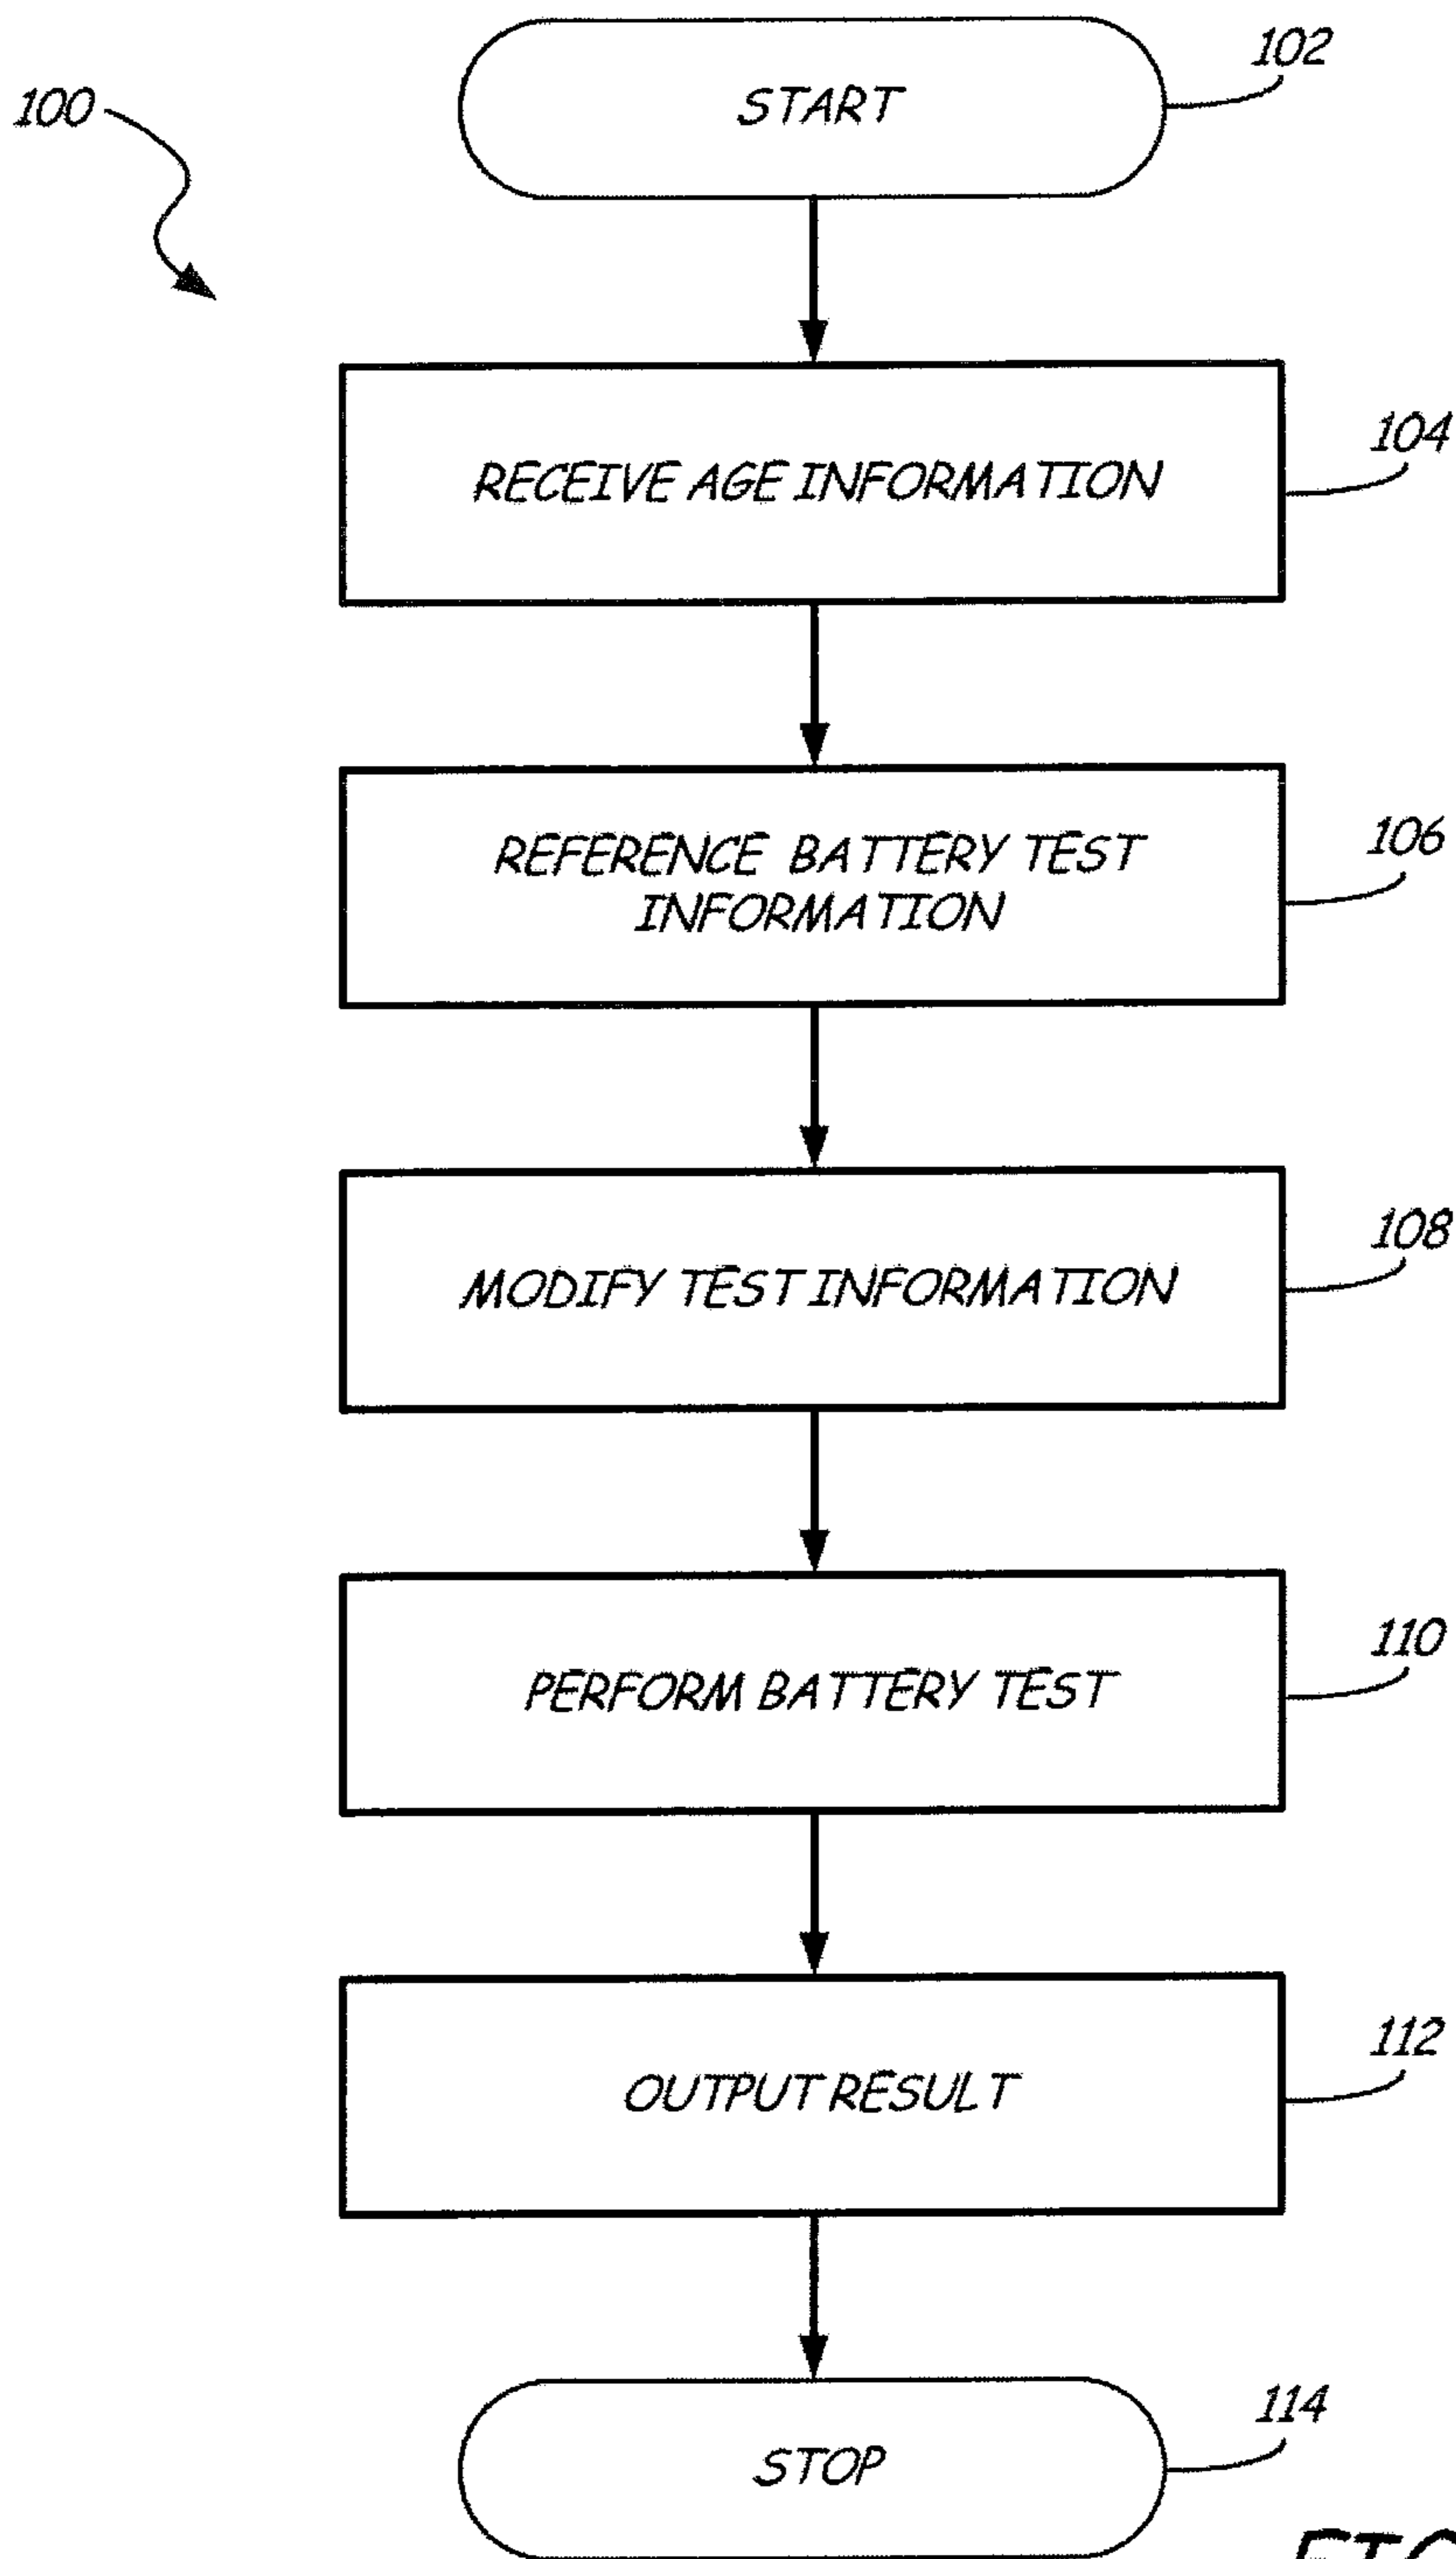 102
START
100
104
RECEIVE AGE INFORMATION
106
REFERENCE BATTERY TEST
INFORMATION
108
MODIFY TEST INFORMATION
110
PERFORM BATTERY TEST
112
OUTPUT RESULT
114
STOP